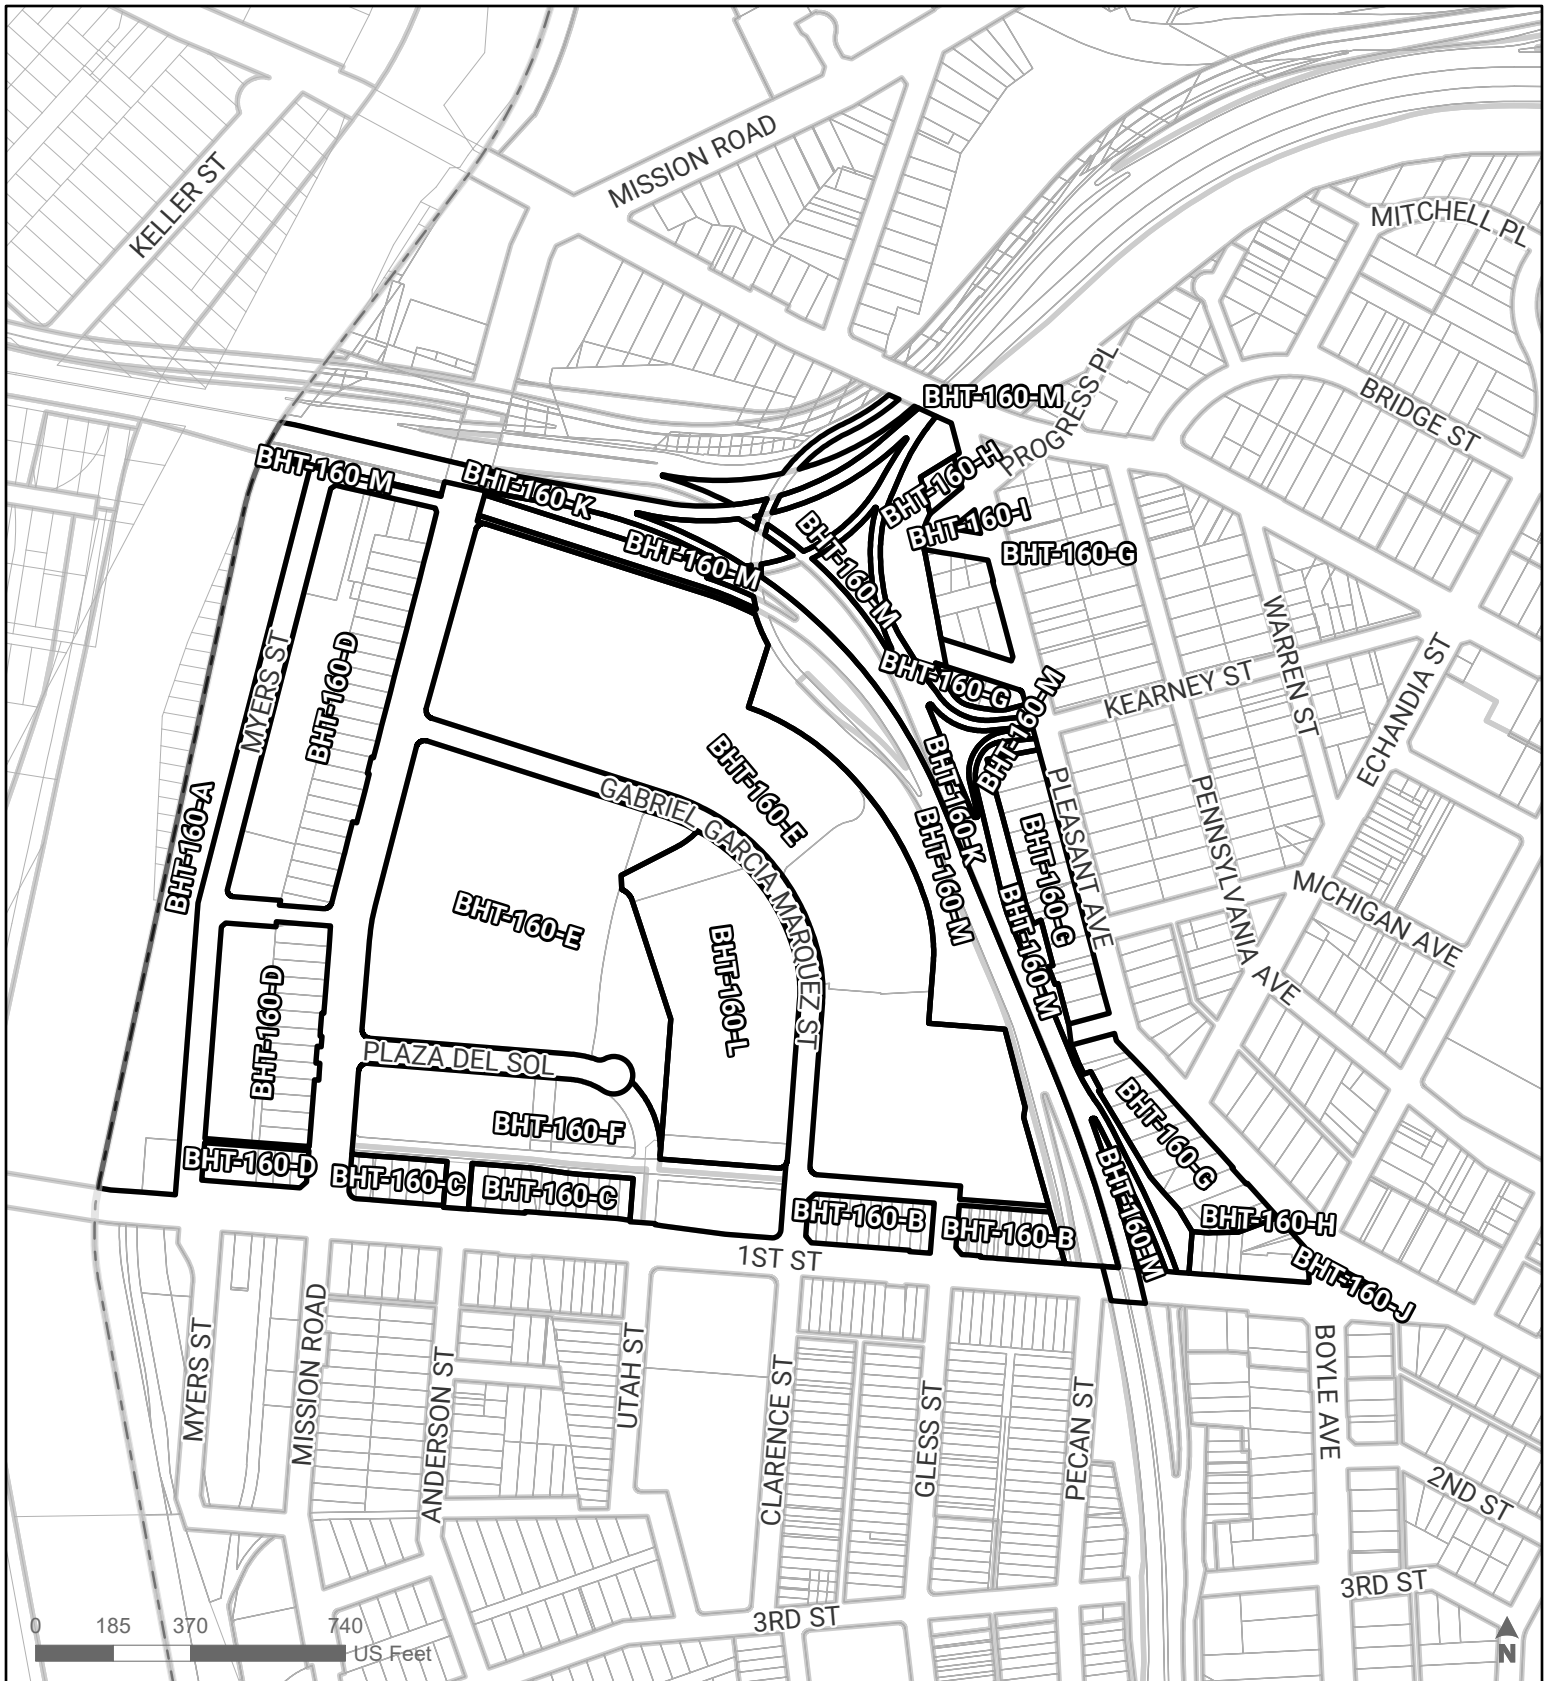 MISSION ROAD
KELLER ST
MITCHELL PL
BRIDGE ST
PROGRESS PL
BHT-160-M
BHT-160-M
BHT-160-K
BHT-160-H
BHT-160-I
BHT-160-G
BHT-160-M
BHT-160-M
WARREN ST
MYERS ST
BHT-160-D
BHT-160-G
BHT-160-M
KEARNEY ST
ECHANDIA ST
BHT-160-E
GABRIEL GARCIA MARQUEZ ST
BHT-160-K
PLEASANT AVE
PENNSYLVANIA AVE
BHT-160-A
BHT-160-M
BHT-160-G
MICHIGAN AVE
BHT-160-E
BHT-160-L
BHT-160-M
BHT-160-D
PLAZA DEL SOL
BHT-160-F
BHT-160-G
BHT-160-D
BHT-160-C
BHT-160-C
BHT-160-B
BHT-160-B
BHT-160-M
BHT-160-H
BHT-160-J
1ST ST
MYERS ST
MISSION ROAD
ANDERSON ST
UTAH ST
CLARENCE ST
GLESS ST
PECAN ST
BOYLE AVE
2ND ST
3RD ST
3RD ST
0 185 370 740
US Feet
N